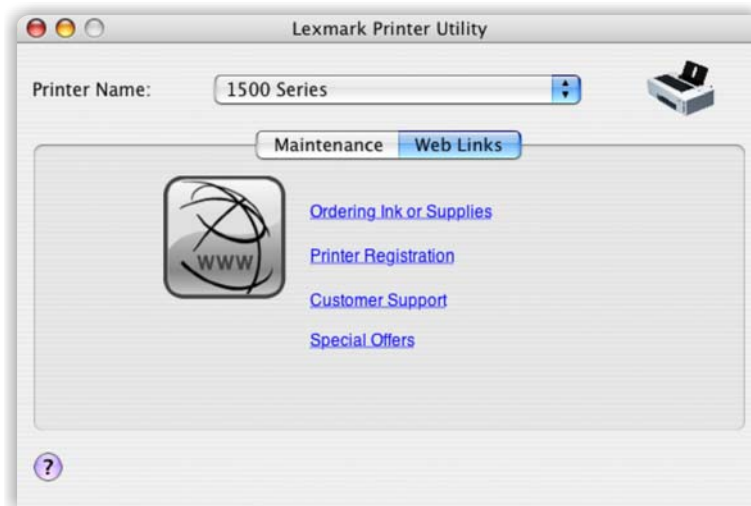 Lexmark Printer Utility
Printer Name: 1500 Series
Maintenance Web Links
WWW
Ordering Ink or Supplies
Printer Registration
Customer Support
Special Offers
?